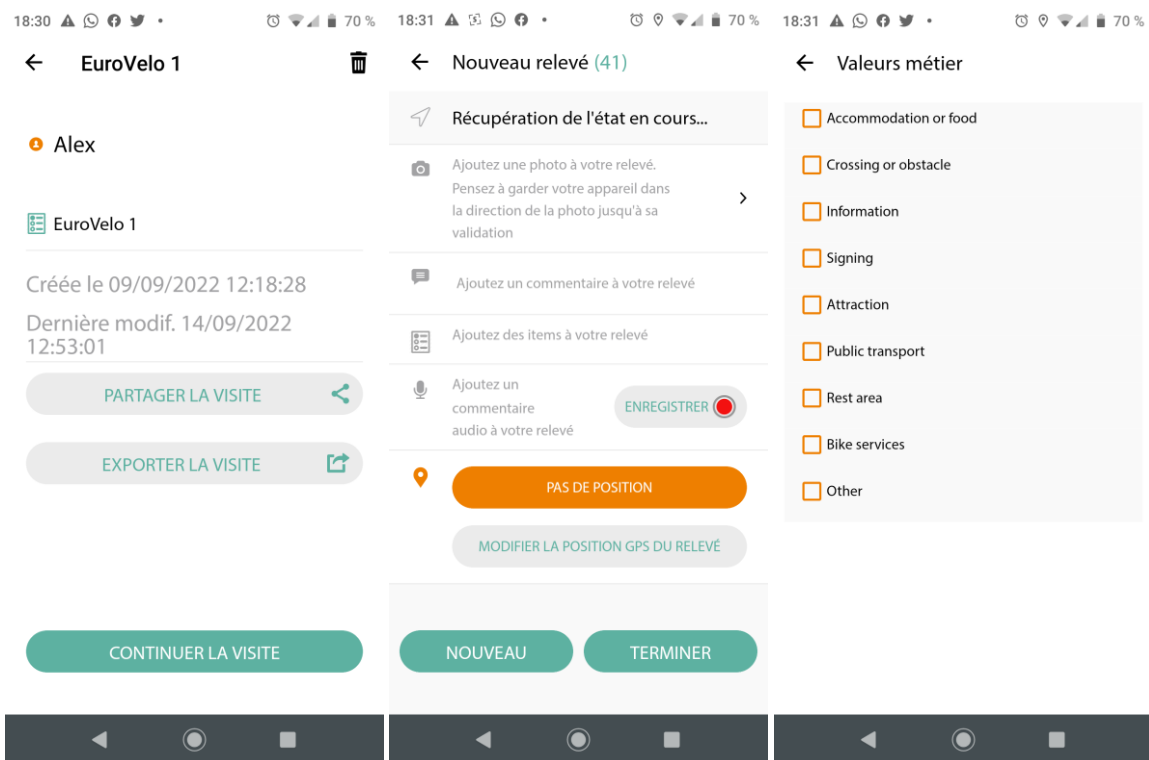 18:30
70 %
EuroVelo 1
Alex
EuroVelo 1
Créée le 09/09/2022 12:18:28
Dernière modif. 14/09/2022
12:53:01
PARTAGER LA VISITE
EXPORTER LA VISITE
CONTINUER LA VISITE
18:31
70 %
Nouveau relevé (41)
Récupération de l'état en cours...
Ajoutez une photo à votre relevé.
Pensez à garder votre appareil dans
la direction de la photo jusqu'à sa
validation
Ajoutez un commentaire à votre relevé
Ajoutez des items à votre relevé
Ajoutez un
commentaire
audio à votre relevé
ENREGISTRER
PAS DE POSITION
MODIFIER LA POSITION GPS DU RELEVÉ
NOUVEAU
TERMINER
18:31
70 %
Valeurs métier
Accommodation or food
Crossing or obstacle
Information
Signing
Attraction
Public transport
Rest area
Bike services
Other